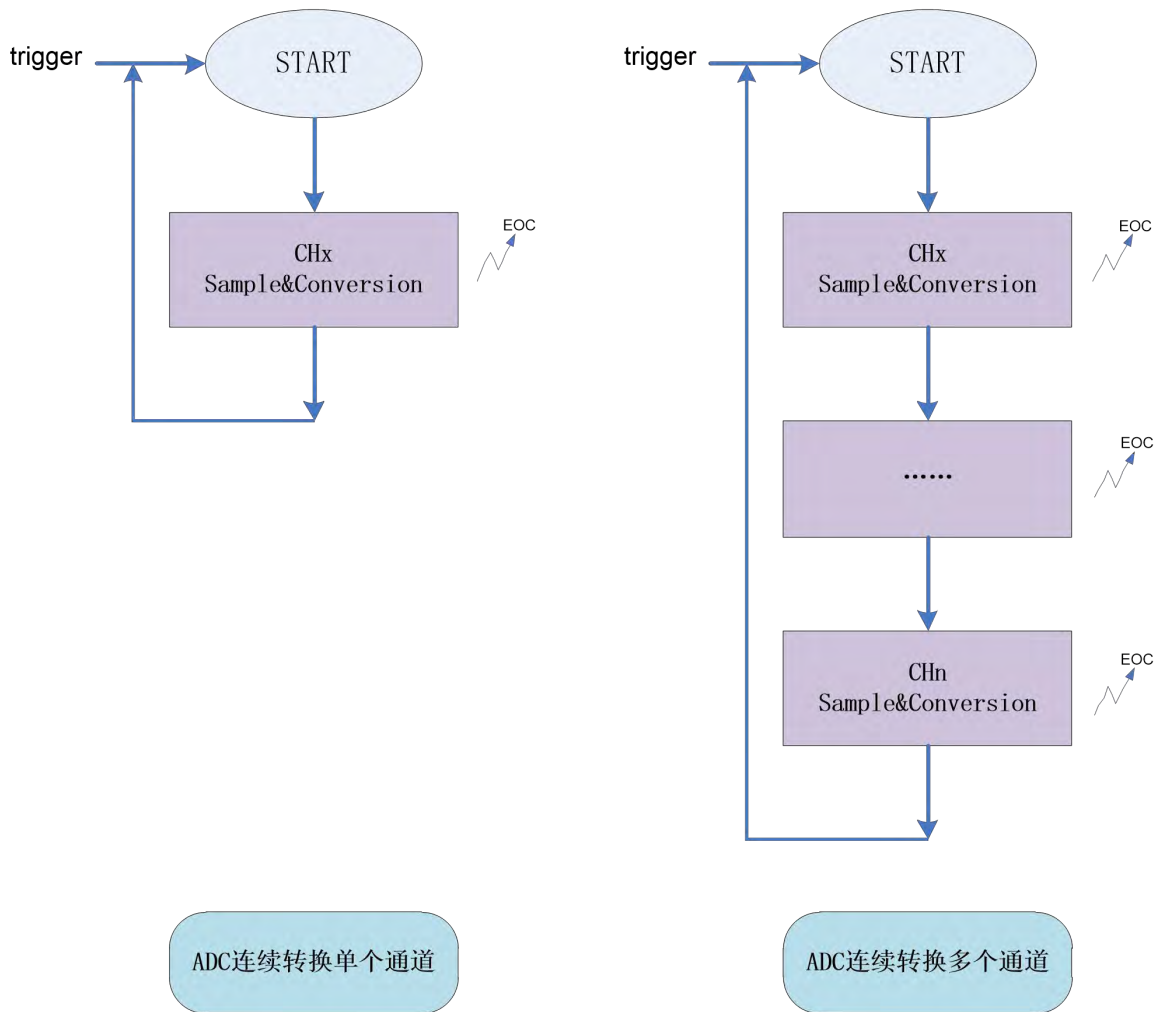 trigger
START
CHx
Sample&Conversion
EOC
ADC连续转换单个通道
trigger
START
CHx
Sample&Conversion
EOC
……
EOC
CHn
Sample&Conversion
EOC
ADC连续转换多个通道